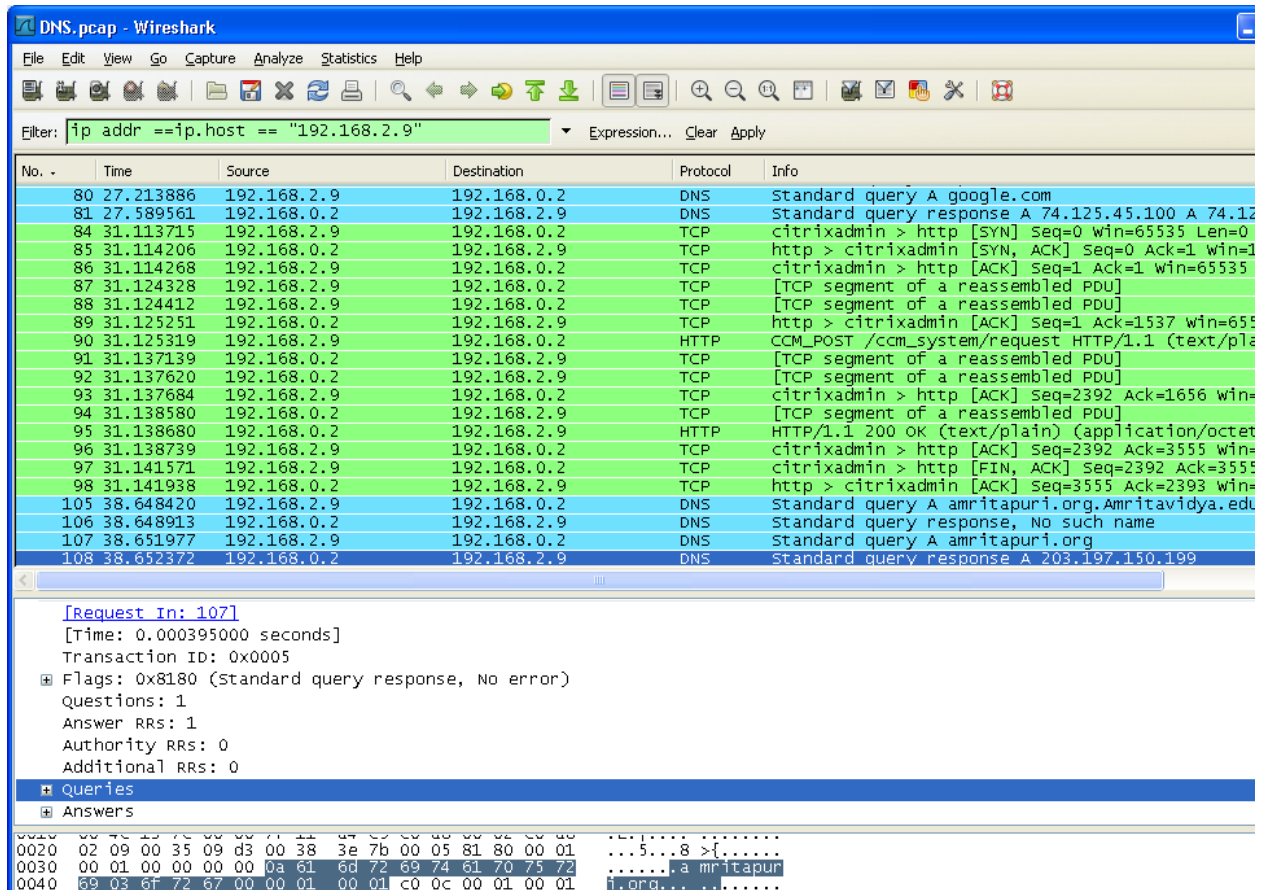 DNS.pcap - Wireshark
File Edit View Go Capture Analyze Statistics Help
Filter: ip addr ==ip.host == "192.168.2.9" Expression... Clear Apply
No. Time Source Destination Protocol Info
80 27.213886 192.168.2.9 192.168.0.2 DNS Standard query A google.com
81 27.589561 192.168.0.2 192.168.2.9 DNS Standard query response A 74.125.45.100 A 74.12
84 31.113715 192.168.2.9 192.168.0.2 TCP citrixadmin > http [SYN] Seq=0 Win=65535 Len=0
85 31.114206 192.168.0.2 192.168.2.9 TCP http > citrixadmin [SYN, ACK] Seq=0 Ack=1 Win=1
86 31.114268 192.168.2.9 192.168.0.2 TCP citrixadmin > http [ACK] Seq=1 Ack=1 Win=65535
87 31.124328 192.168.2.9 192.168.0.2 TCP [TCP segment of a reassembled PDU]
88 31.124412 192.168.2.9 192.168.0.2 TCP [TCP segment of a reassembled PDU]
89 31.125251 192.168.0.2 192.168.2.9 TCP http > citrixadmin [ACK] Seq=1 Ack=1537 Win=655
90 31.125319 192.168.2.9 192.168.0.2 HTTP CCM_POST /ccm_system/request HTTP/1.1 (text/pla
91 31.137139 192.168.0.2 192.168.2.9 TCP [TCP segment of a reassembled PDU]
92 31.137620 192.168.0.2 192.168.2.9 TCP [TCP segment of a reassembled PDU]
93 31.137684 192.168.2.9 192.168.0.2 TCP citrixadmin > http [ACK] Seq=2392 Ack=1656 Win=
94 31.138580 192.168.0.2 192.168.2.9 TCP [TCP segment of a reassembled PDU]
95 31.138680 192.168.0.2 192.168.2.9 HTTP HTTP/1.1 200 OK (text/plain) (application/octet
96 31.138739 192.168.2.9 192.168.0.2 TCP citrixadmin > http [ACK] Seq=2392 Ack=3555 Win=
97 31.141571 192.168.2.9 192.168.0.2 TCP citrixadmin > http [FIN, ACK] Seq=2392 Ack=3555
98 31.141938 192.168.0.2 192.168.2.9 TCP http > citrixadmin [ACK] Seq=3555 Ack=2393 Win=
105 38.648420 192.168.2.9 192.168.0.2 DNS Standard query A amritapuri.org.Amritavidya.edu
106 38.648913 192.168.0.2 192.168.2.9 DNS Standard query response, No such name
107 38.651977 192.168.2.9 192.168.0.2 DNS Standard query A amritapuri.org
108 38.652372 192.168.0.2 192.168.2.9 DNS Standard query response A 203.197.150.199
[Request In: 107]
[Time: 0.000395000 seconds]
Transaction ID: 0x0005
Flags: 0x8180 (Standard query response, No error)
Questions: 1
Answer RRs: 1
Authority RRs: 0
Additional RRs: 0
Queries
Answers
0020 02 09 00 35 09 d3 00 38 3e 7b 00 05 81 80 00 01 ...5...8 >{......
0030 00 01 00 00 00 00 0a 61 6d 72 69 74 61 70 75 72 .......a mritapur
0040 69 03 6f 72 67 00 00 01 00 01 c0 0c 00 01 00 01 i.org... ........